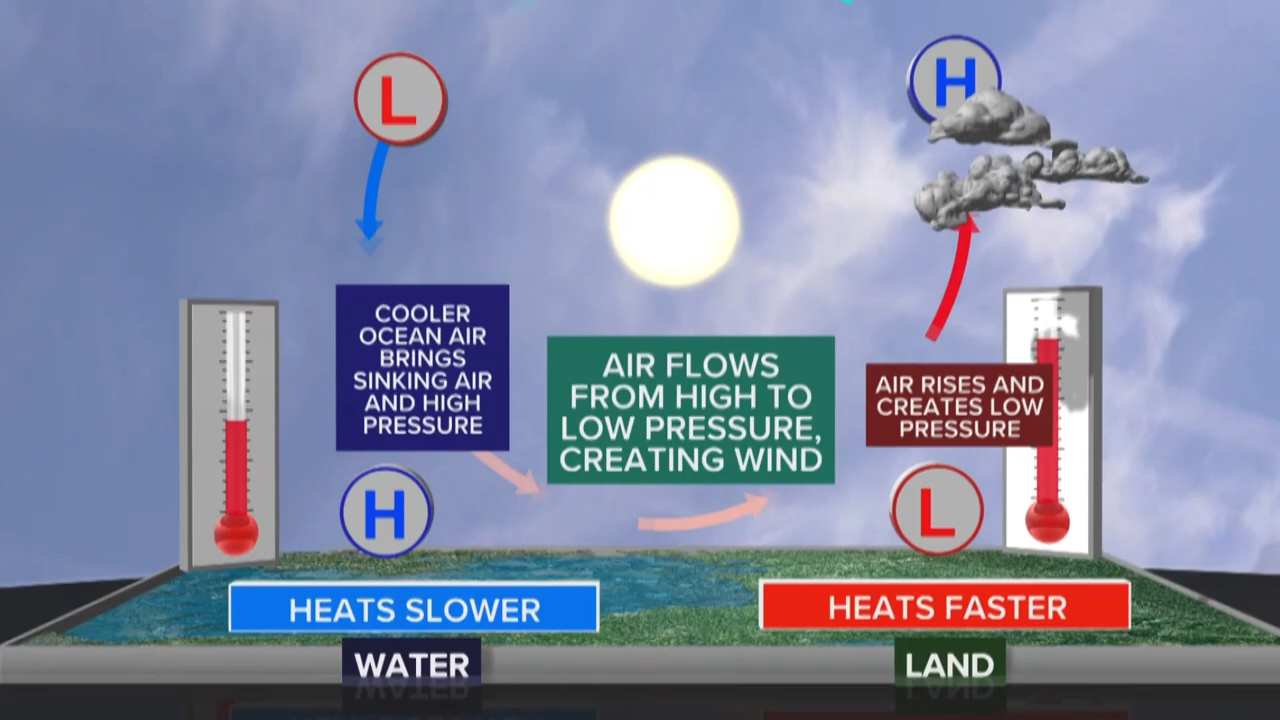 L
H
COOLER
OCEAN AIR
BRINGS
SINKING AIR
AND HIGH
PRESSURE
AIR FLOWS
FROM HIGH TO
LOW PRESSURE,
CREATING WIND
AIR RISES AND
CREATES LOW
PRESSURE
H
L
HEATS SLOWER
HEATS FASTER
WATER
LAND